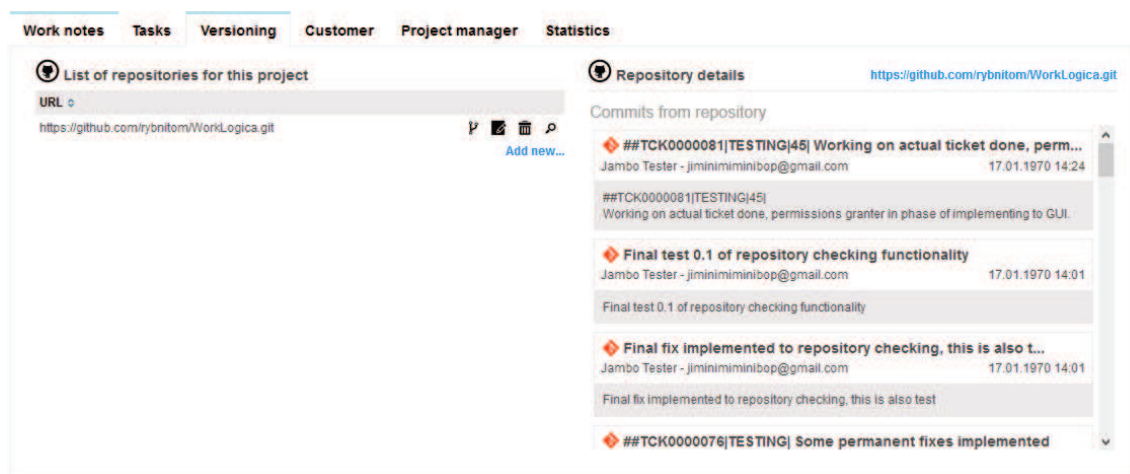 Work notes Tasks Versioning Customer Project manager Statistics
List of repositories for this project
URL
https://github.com/rybnitom/WorkLogica.git
Add new...
Repository details https://github.com/rybnitom/WorkLogica.git
Commits from repository
##TCK0000081|TESTING|45| Working on actual ticket done, perm...
Jambo Tester - jiminimiminibop@gmail.com 17.01.1970 14:24
##TCK0000081|TESTING|45|
Working on actual ticket done, permissions granter in phase of implementing to GUI.
Final test 0.1 of repository checking functionality
Jambo Tester - jiminimiminibop@gmail.com 17.01.1970 14:01
Final test 0.1 of repository checking functionality
Final fix implemented to repository checking, this is also t...
Jambo Tester - jiminimiminibop@gmail.com 17.01.1970 14:01
Final fix implemented to repository checking, this is also test
##TCK0000076|TESTING| Some permanent fixes implemented